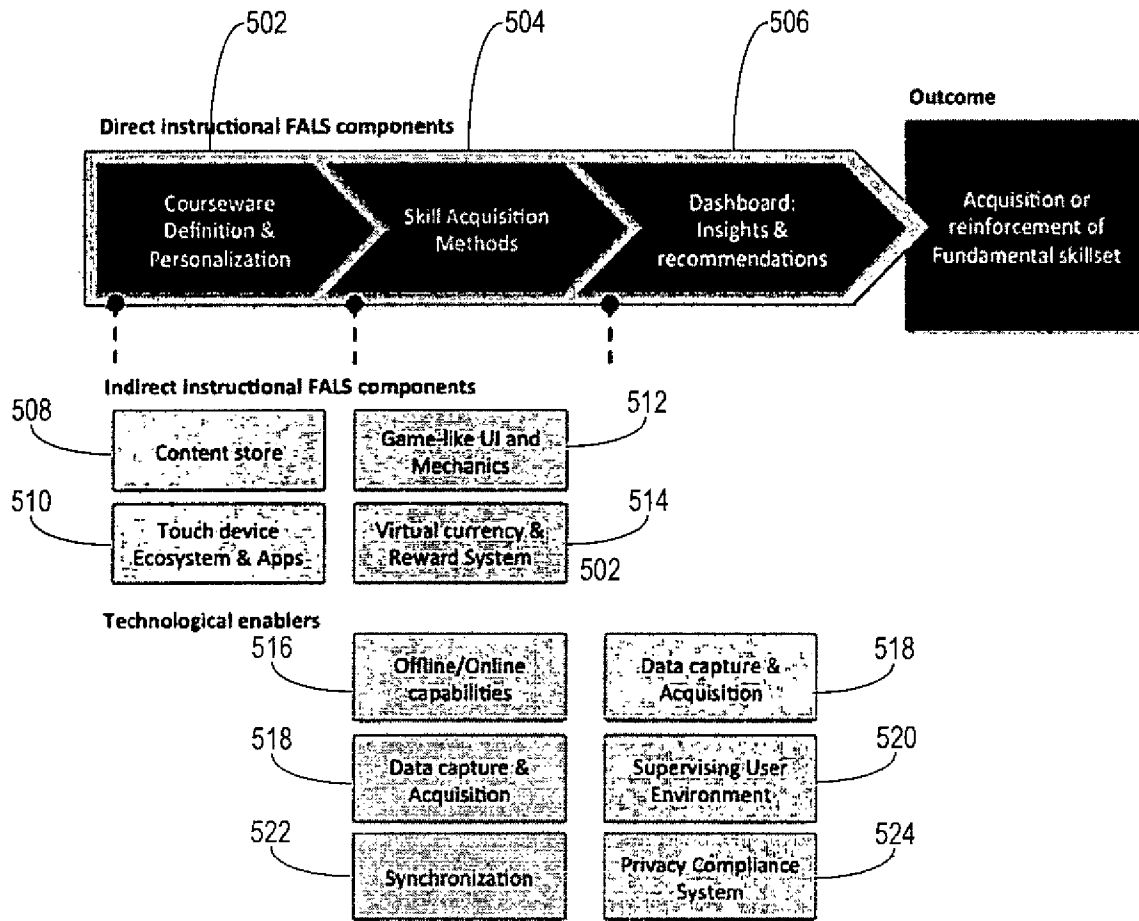 502
504
506
Outcome
Direct instructional FALS components
Courseware
Definition &
Personalization
Skill Acquisition
Methods
Dashboard:
Insights &
recommendations
Acquisition or
reinforcement of
Fundamental skillset
Indirect instructional FALS components
508
Content store
Game-like UI and
Mechanics
512
510
Touch device
Ecosystem & Apps
Virtual currency &
Reward System
514
502
Technological enablers
516
Offline/Online
capabilities
Data capture &
Acquisition
518
518
Data capture &
Acquisition
Supervising User
Environment
520
522
Synchronization
Privacy Compliance
System
524